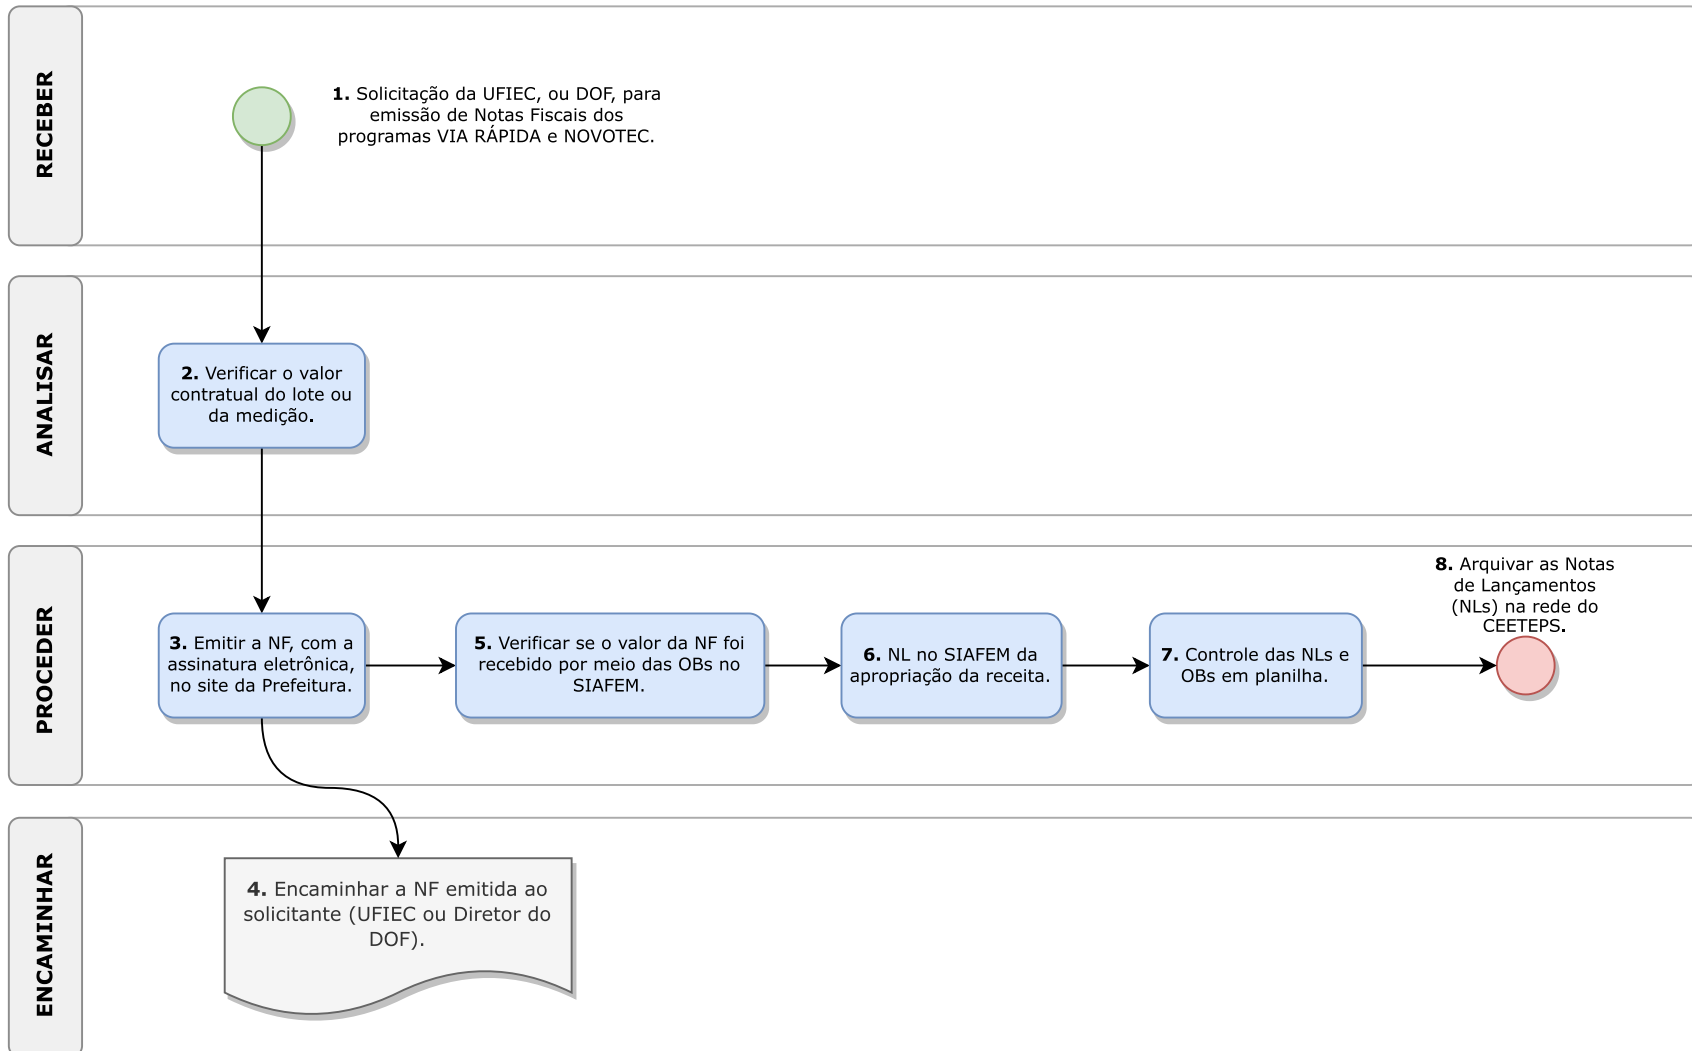 RECEBER
1. Solicitação da UFIEC, ou DOF, para
emissão de Notas Fiscais dos
programas VIA RÁPIDA e NOVOTEC.
ANALISAR
2. Verificar o valor
contratual do lote ou
da medição.
PROCEDER
3. Emitir a NF, com a
assinatura eletrônica,
no site da Prefeitura.
5. Verificar se o valor da NF foi
recebido por meio das OBs no
SIAFEM.
6. NL no SIAFEM da
apropriação da receita.
7. Controle das NLs e
OBs em planilha.
8. Arquivar as Notas
de Lançamentos
(NLs) na rede do
CEETEPS.
ENCAMINHAR
4. Encaminhar a NF emitida ao
solicitante (UFIEC ou Diretor do
DOF).